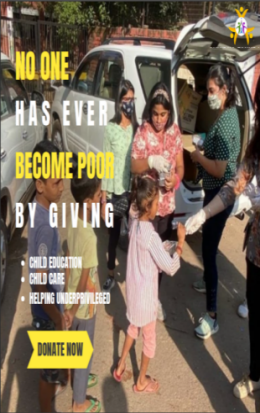 NO ONE
HAS EVER
BECOME POOR
BY GIVING
• CHILD EDUCATION
• CHILD CARE
• HELPING UNDERPRIVILEGED
DONATE NOW